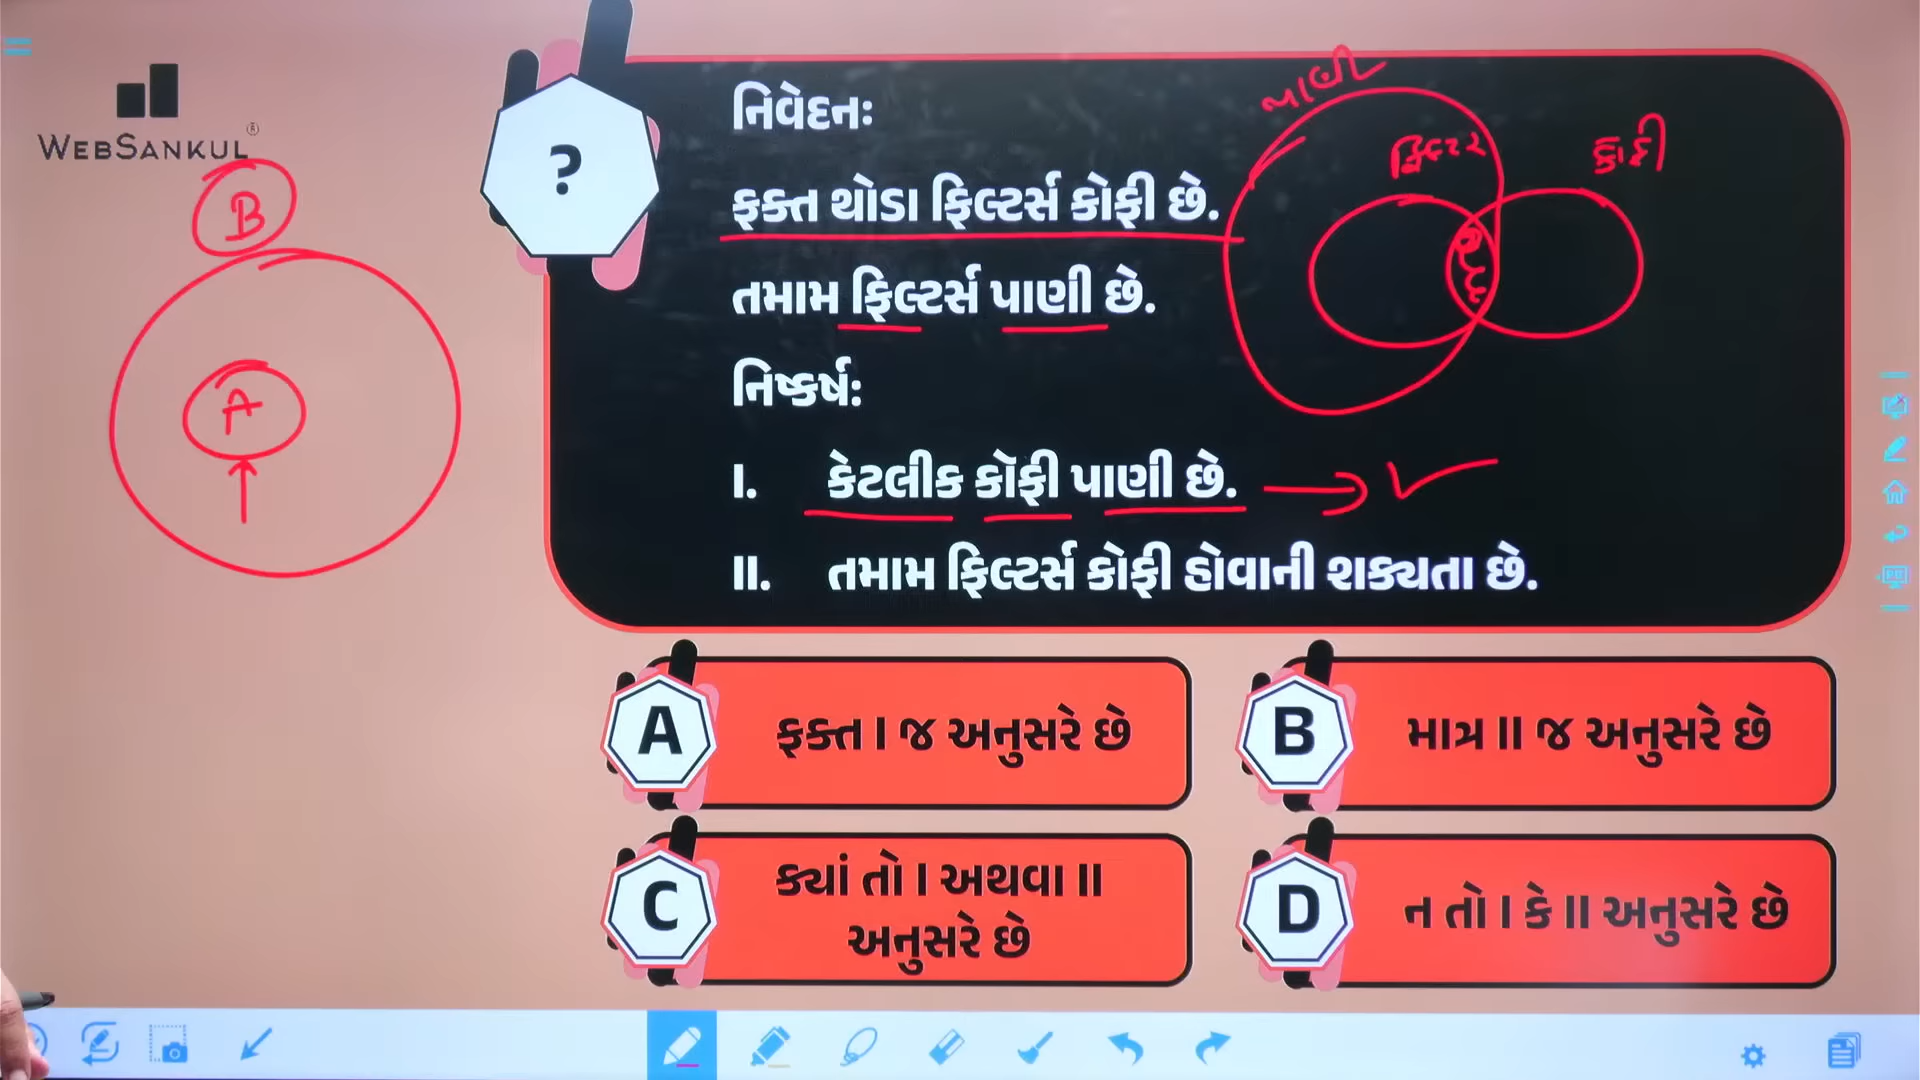 WEBSANKUL
®
B
A
?
નિવેદનઃ
ફક્ત થોડા ફિલ્ટર્સ કોફી છે.
તમામ ફિલ્ટર્સ પાણી છે.
નિષ્કર્ષ:
I. કેટલીક કૉફી પાણી છે.
II. તમામ ફિલ્ટર્સ કોફી હોવાની શક્યતા છે.
પાણી
ફિલ્ટર
કોફી
A ફક્ત I જ અનુસરે છે
B માત્ર II જ અનુસરે છે
C ક્યાં તો I અથવા II
અનુસરે છે
D ન તો I કે II અનુસરે છે